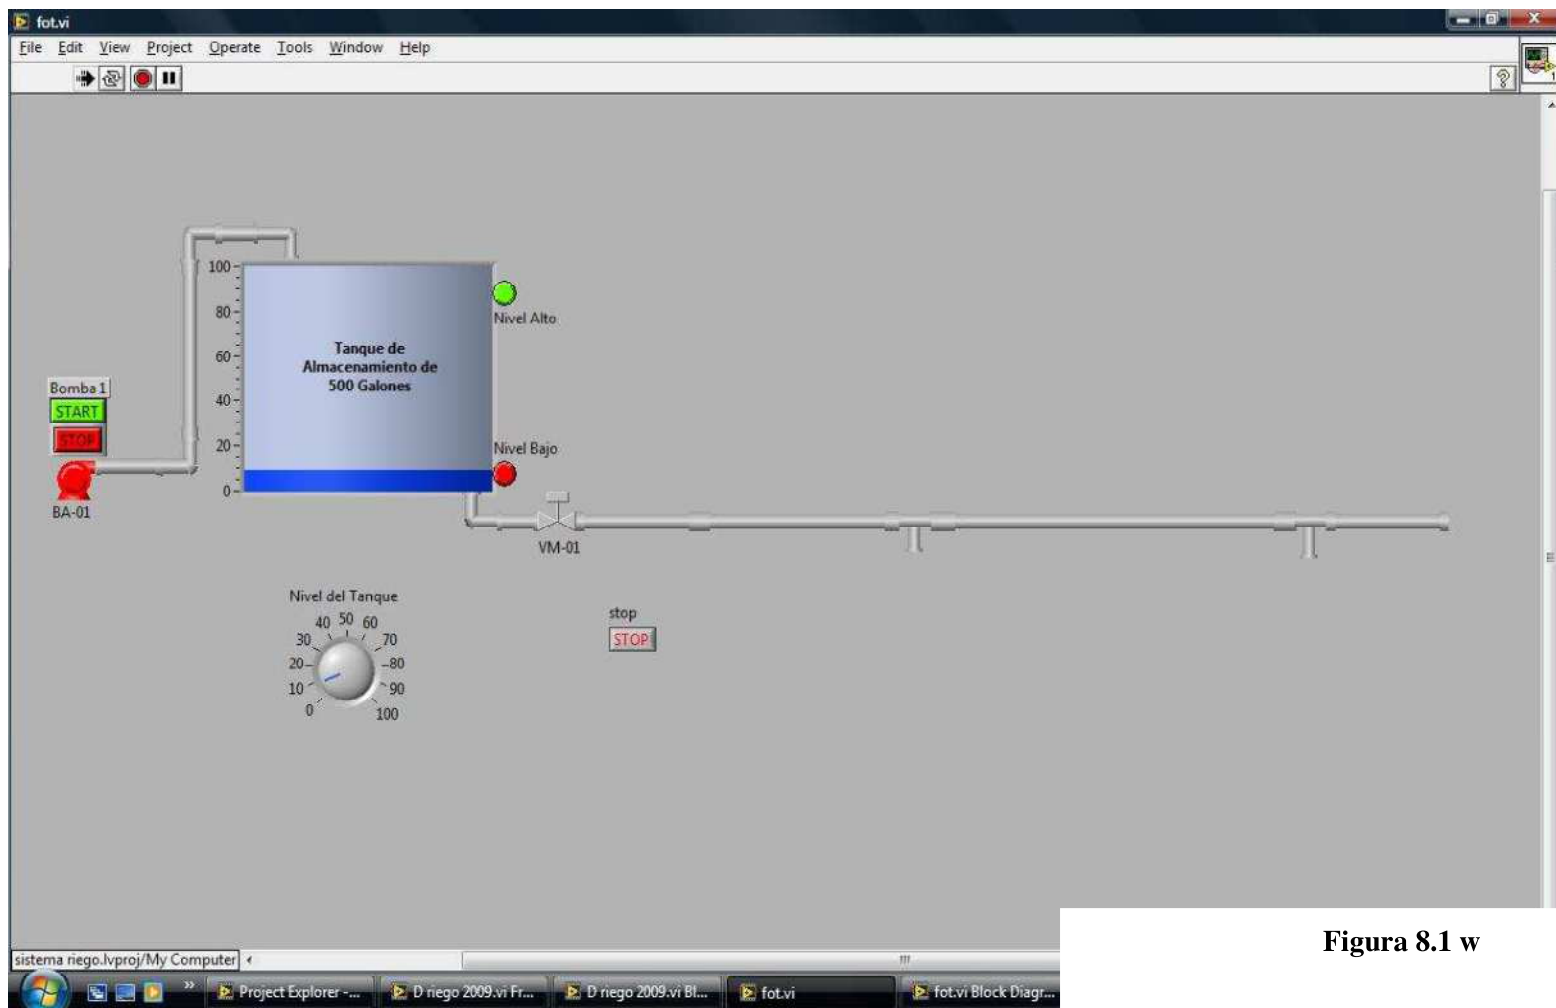 fot.vi
File Edit View Project Operate Tools Window Help
100
80
60
40
20
0
Tanque de
Almacenamiento de
500 Galones
Nivel Alto
Nivel Bajo
Bomba 1
START
STOP
BA-01
VM-01
Nivel del Tanque
0
10
20
30
40
50
60
70
80
90
100
stop
STOP
Figura 8.1 w
sistema riego.lvproj/My Computer
Project Explorer -...
D riego 2009.vi Fr...
D riego 2009.vi Bl...
fot.vi
fot.vi Block Diagr...